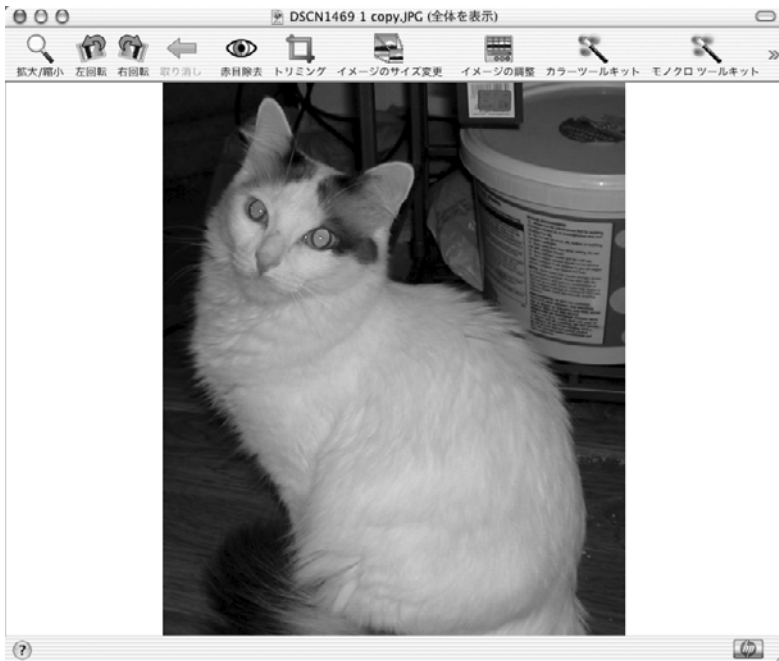 DSCN1469 1 copy.JPG (全体を表示)
拡大/縮小 左回転 右回転 取り消し 赤目除去 トリミング イメージのサイズ変更 イメージの調整 カラーツールキット モノクロ ツールキット
?
hp